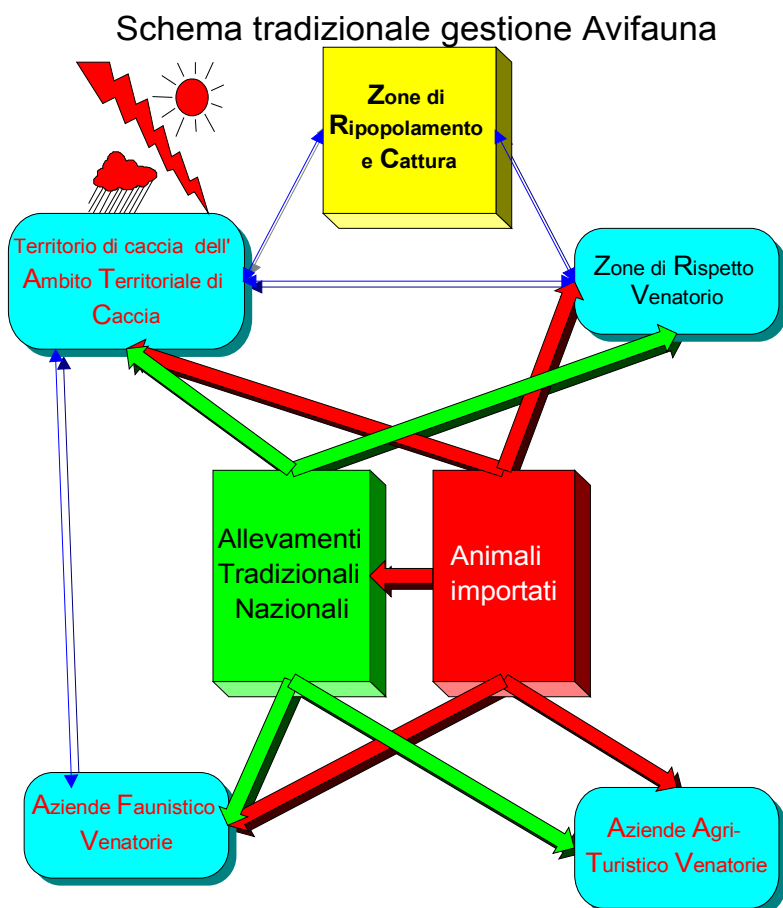 Schema tradizionale gestione Avifauna
Zone di
Ripopolamento
e Cattura
Territorio di caccia dell'
Ambito Territoriale di
Caccia
Zone di Rispetto
Venatorio
Allevamenti
Tradizionali
Nazionali
Animali
importati
Aziende Faunistico
Venatorie
Aziende Agri-
Turistico Venatorie